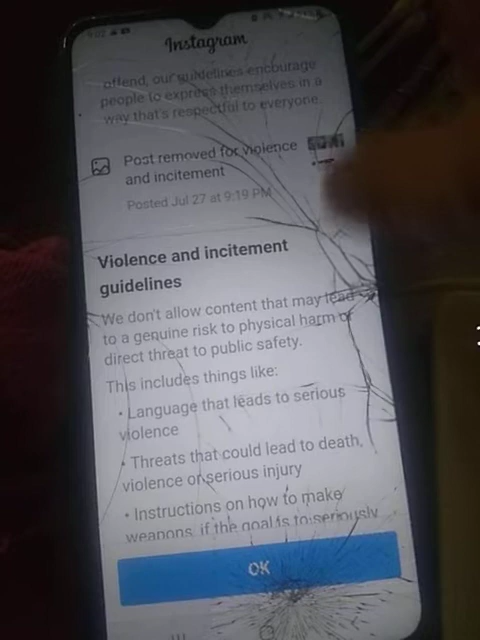 Instagram
offend, our guidelines encourage
people to express themselves in a
way that's respectful to everyone.
Post removed for violence
and incitement
Posted Jul 27 at 9:19 PM
Violence and incitement
guidelines
We don't allow content that may lead
to a genuine risk to physical harm or
direct threat to public safety.
This includes things like:
• Language that leads to serious
violence
• Threats that could lead to death,
violence or serious injury
• Instructions on how to make
weapons if the goal is to seriously
OK